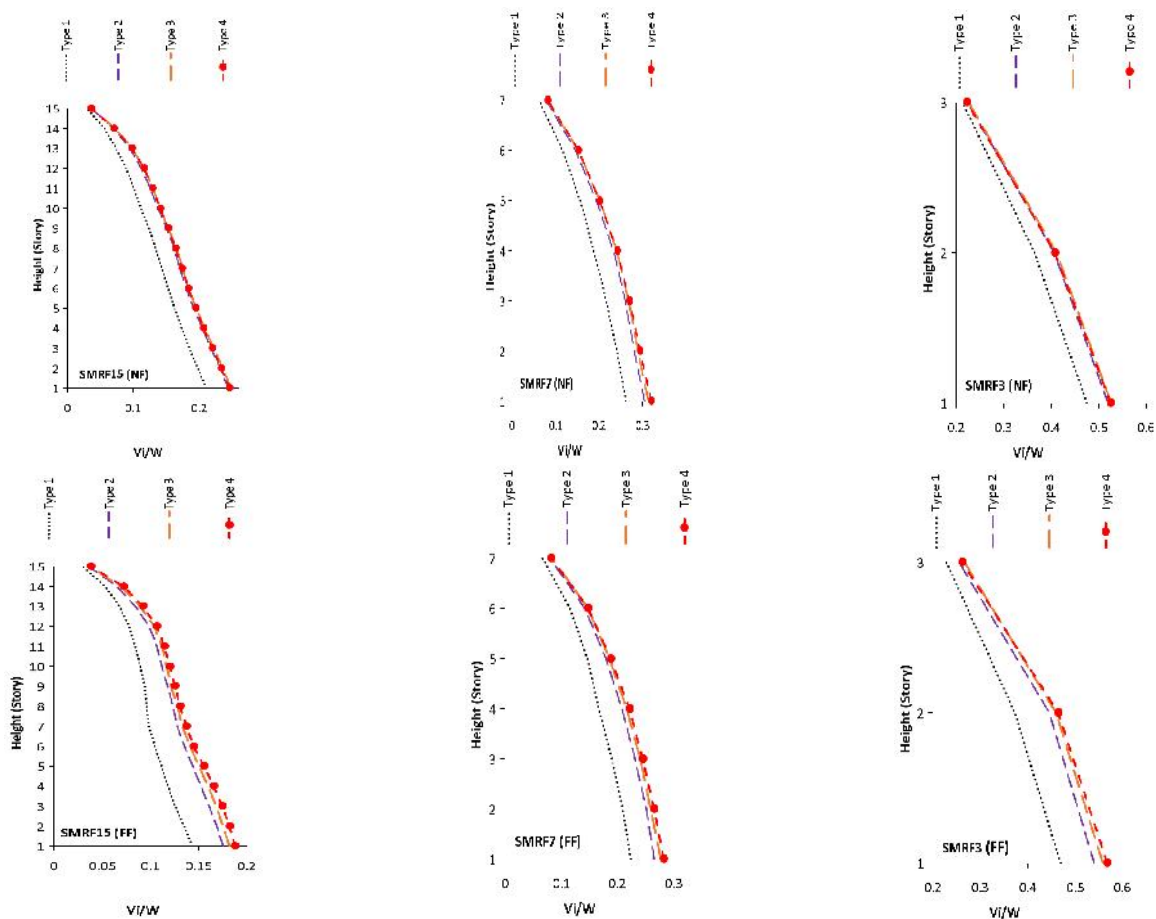 Type 1
Type 2
Type 3
Type 4
15
14
13
12
11
10
9
8
7
6
5
4
3
2
1
Height (Story)
SMRF15 (NF)
0
0.1
0.2
Vi/W
Type 1
Type 2
Type 3
Type 4
7
6
5
4
3
2
1
Height (Story)
SMRF7 (NF)
0
0.1
0.2
0.3
Vi/W
Type 1
Type 2
Type 3
Type 4
3
2
1
Height (Story)
SMRF3 (NF)
0.2
0.3
0.4
0.5
0.6
Vi/W
Type 1
Type 2
Type 3
Type 4
15
14
13
12
11
10
9
8
7
6
5
4
3
2
1
Height (Story)
SMRF15 (FF)
0
0.05
0.1
0.15
0.2
Vi/W
Type 1
Type 2
Type 3
Type 4
7
6
5
4
3
2
1
Height (Story)
SMRF7 (FF)
0
0.1
0.2
0.3
Vi/W
Type 1
Type 2
Type 3
Type 4
3
2
1
Height (Story)
SMRF3 (FF)
0.2
0.3
0.4
0.5
0.6
Vi/W